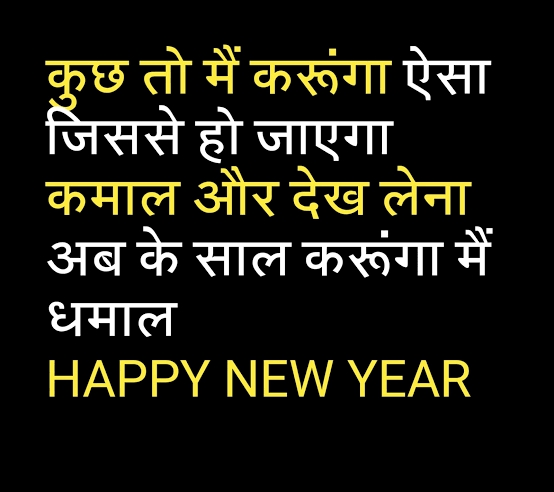 कुछ तो मैं करूंगा ऐसा
जिससे हो जाएगा
कमाल और देख लेना
अब के साल करूंगा मैं
धमाल
HAPPY NEW YEAR